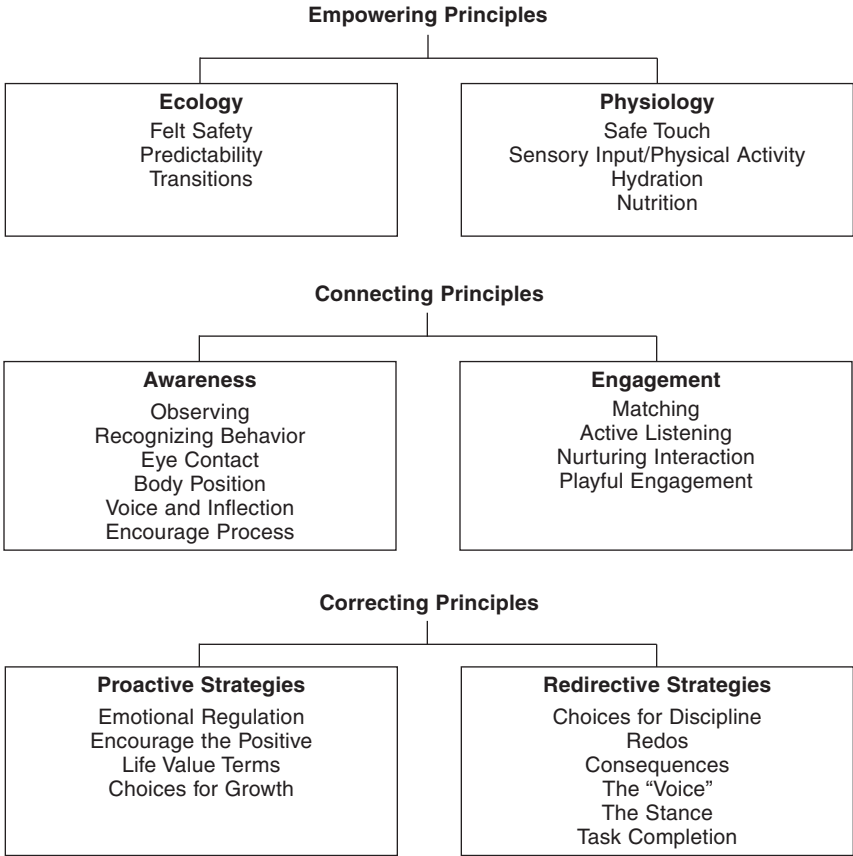 Empowering Principles
Ecology
Felt Safety
Predictability
Transitions
Physiology
Safe Touch
Sensory Input/Physical Activity
Hydration
Nutrition
Connecting Principles
Awareness
Observing
Recognizing Behavior
Eye Contact
Body Position
Voice and Inflection
Encourage Process
Engagement
Matching
Active Listening
Nurturing Interaction
Playful Engagement
Correcting Principles
Proactive Strategies
Emotional Regulation
Encourage the Positive
Life Value Terms
Choices for Growth
Redirective Strategies
Choices for Discipline
Redos
Consequences
The “Voice”
The Stance
Task Completion